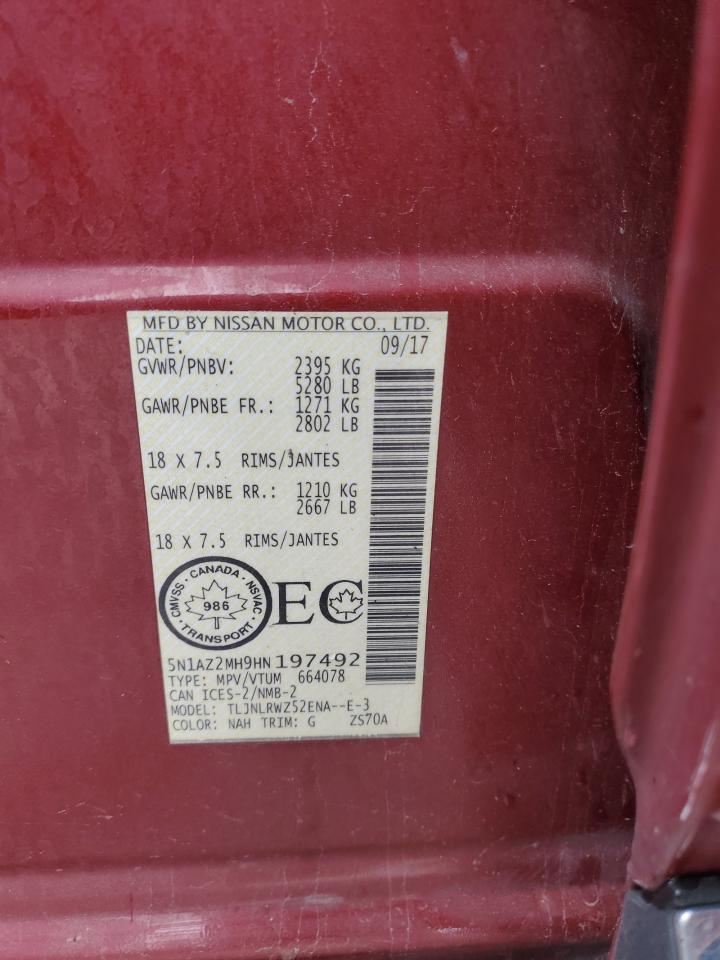 MFD BY NISSAN MOTOR CO., LTD.
DATE: 09/17
GVWR/PNBV: 2395 KG
5280 LB
GAWR/PNBE FR.: 1271 KG
2802 LB
18 X 7.5 RIMS/JANTES
GAWR/PNBE RR.: 1210 KG
2667 LB
18 X 7.5 RIMS/JANTES
CMVSS · CANADA · NSVAC
986
· TRANSPORT ·
EC
5N1AZ2MH9HN197492
TYPE: MPV/VTUM 664078
CAN ICES-2/NMB-2
MODEL: TLJNLRWZ52ENA--E-3
COLOR: NAH TRIM: G ZS70A